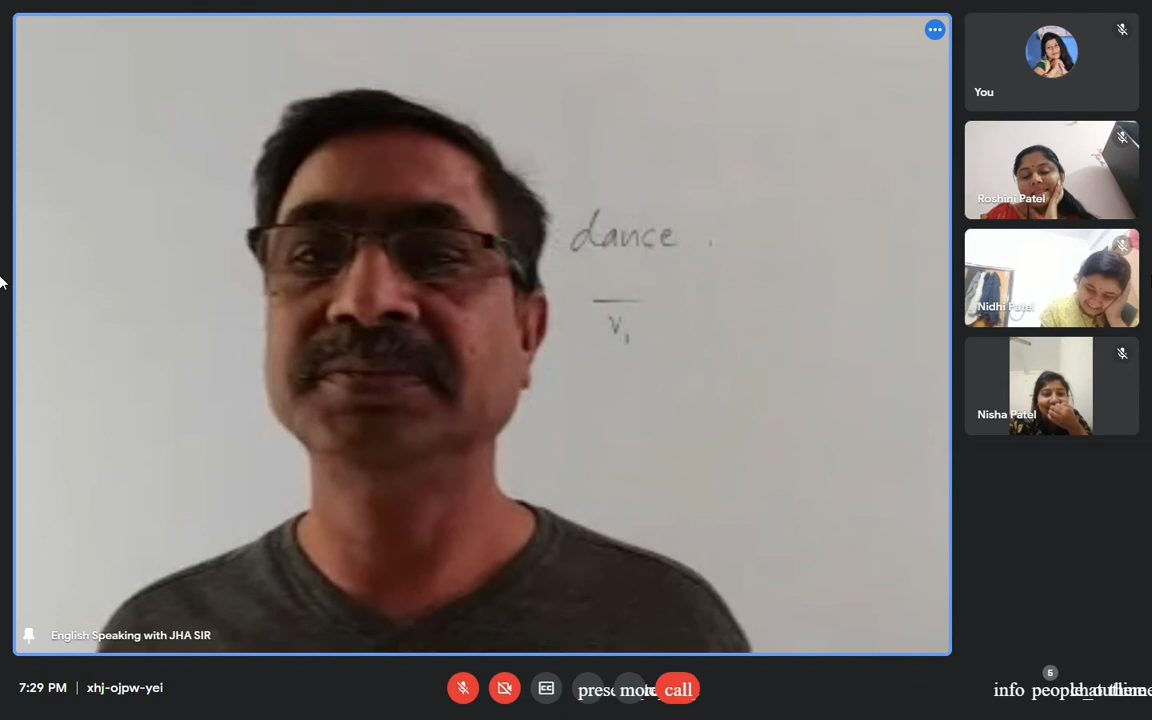 You
Roshini Patel
dance .
V1
Nidhi Patel
Nisha Patel
English Speaking with JHA SIR
5
7:29 PM | xhj-ojpw-yei
call
info